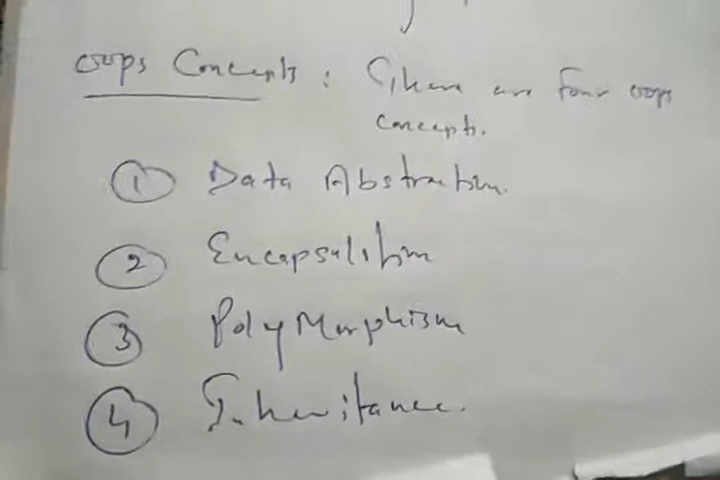 oops Concepts : There are four oops
concepts.
① Data Abstraction.
② Encapsulation
③ PolyMorphism
④ Inheritance.